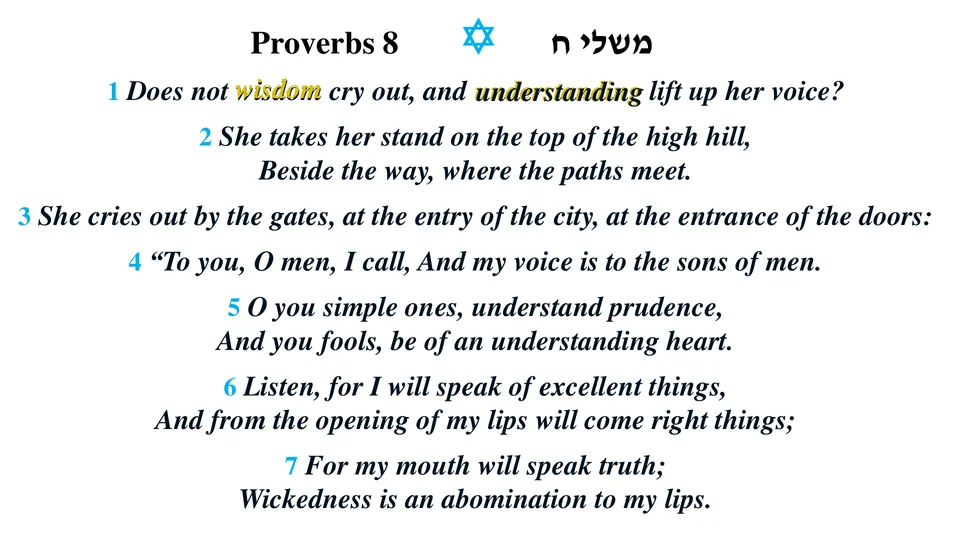 Proverbs 8 ✡ משלי ח
1 Does not wisdom cry out, and understanding lift up her voice?
2 She takes her stand on the top of the high hill,
Beside the way, where the paths meet.
3 She cries out by the gates, at the entry of the city, at the entrance of the doors:
4 “To you, O men, I call, And my voice is to the sons of men.
5 O you simple ones, understand prudence,
And you fools, be of an understanding heart.
6 Listen, for I will speak of excellent things,
And from the opening of my lips will come right things;
7 For my mouth will speak truth;
Wickedness is an abomination to my lips.